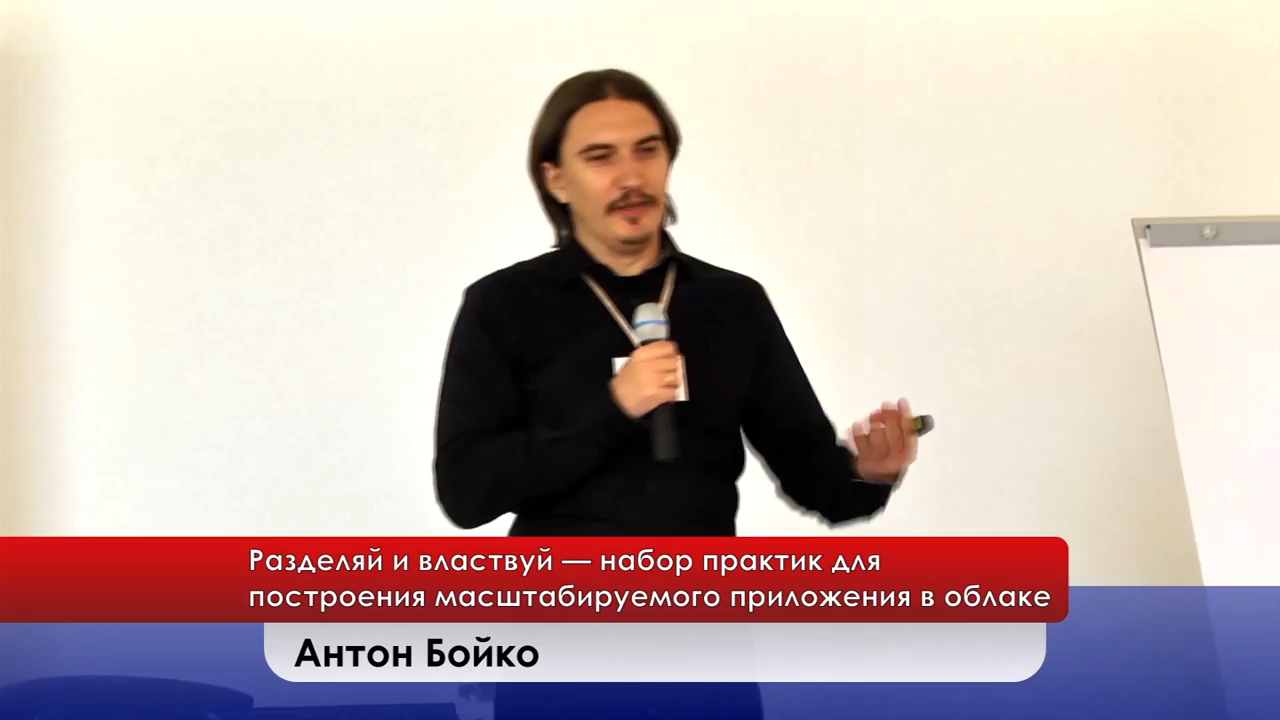 Разделяй и властвуй — набор практик для
построения масштабируемого приложения в облаке
Антон Бойко